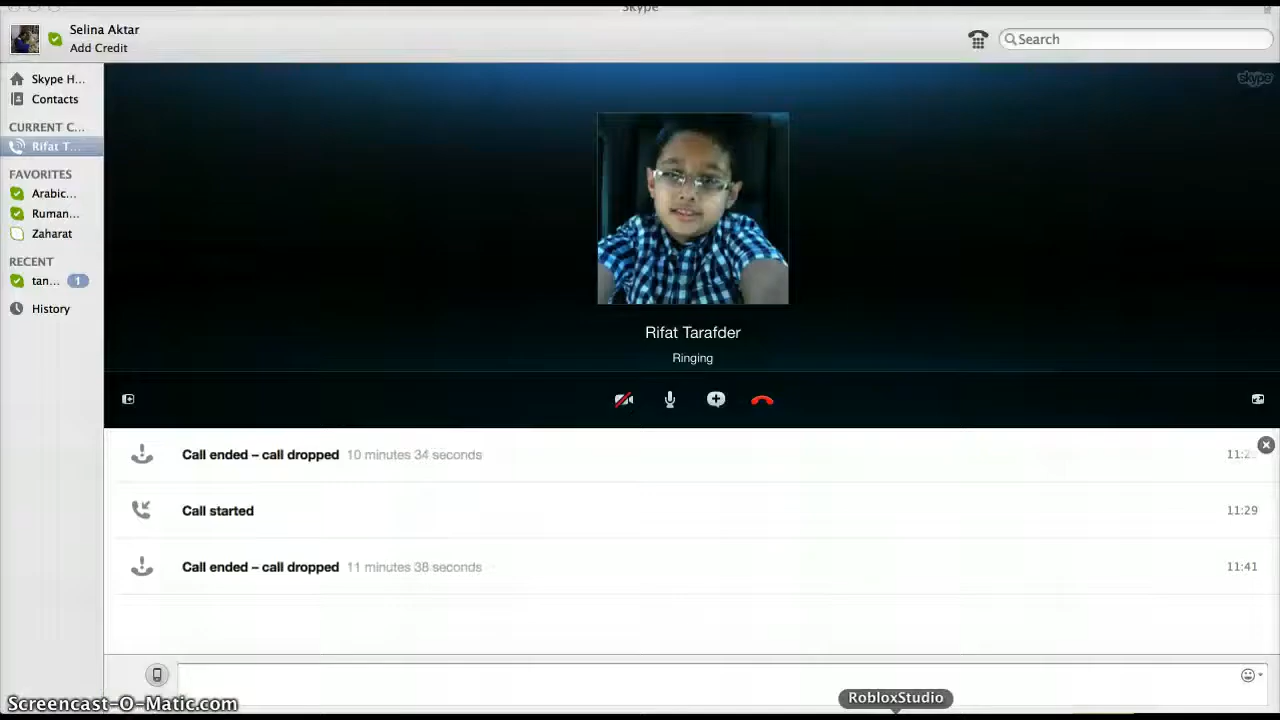 Skype
Selina Aktar
Add Credit
Search
Skype H...
Contacts
CURRENT C...
Rifat T...
FAVORITES
Arabic...
Ruman...
Zaharat
RECENT
tan... 1
History
skype
Rifat Tarafder
Ringing
Call ended – call dropped 10 minutes 34 seconds
Call started 11:29
Call ended – call dropped 11 minutes 38 seconds 11:41
RobloxStudio
Screencast-O-Matic.com